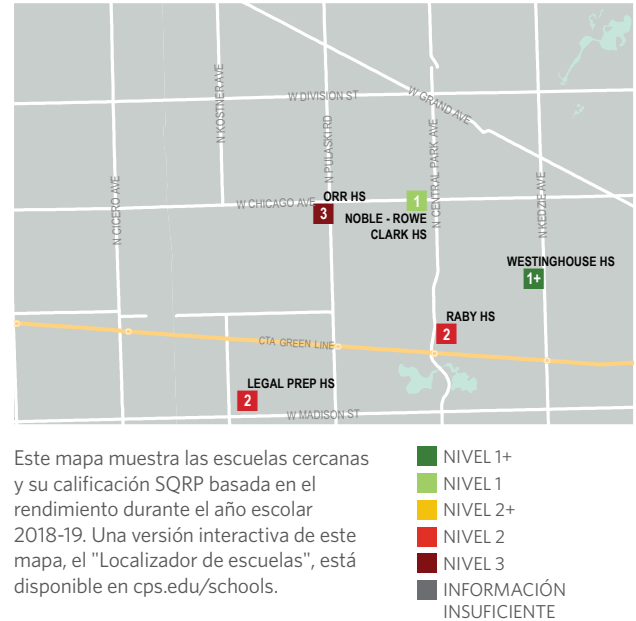 N KOSTNER AVE
W DIVISION ST
W GRAND AVE
N PULASKI RD
N CENTRAL PARK AVE
N CICERO AVE
W CHICAGO AVE
ORR HS
3
1
NOBLE - ROWE
CLARK HS
N KEDZIE AVE
WESTINGHOUSE HS
1+
RABY HS
2
CTA GREEN LINE
LEGAL PREP HS
2
W MADISON ST
Este mapa muestra las escuelas cercanas
y su calificación SQRP basada en el
rendimiento durante el año escolar
2018-19. Una versión interactiva de este
mapa, el "Localizador de escuelas", está
disponible en cps.edu/schools.
NIVEL 1+
NIVEL 1
NIVEL 2+
NIVEL 2
NIVEL 3
INFORMACIÓN
INSUFICIENTE